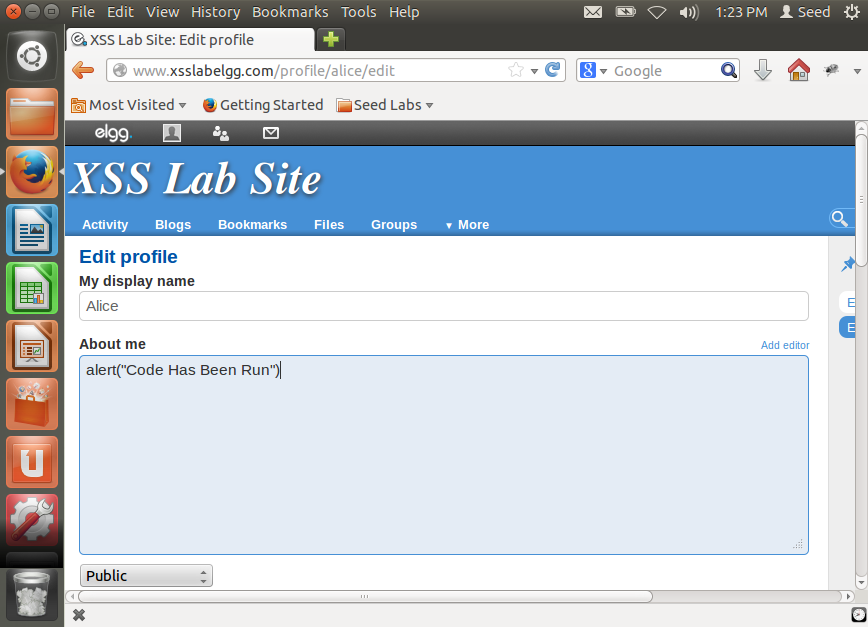 File Edit View History Bookmarks Tools Help 1:23 PM Seed
XSS Lab Site: Edit profile
www.xsslabelgg.com/profile/alice/edit Google
Most Visited Getting Started Seed Labs
elgg.
XSS Lab Site
Activity Blogs Bookmarks Files Groups More
Edit profile
My display name
Alice
About me Add editor
alert("Code Has Been Run")
Public